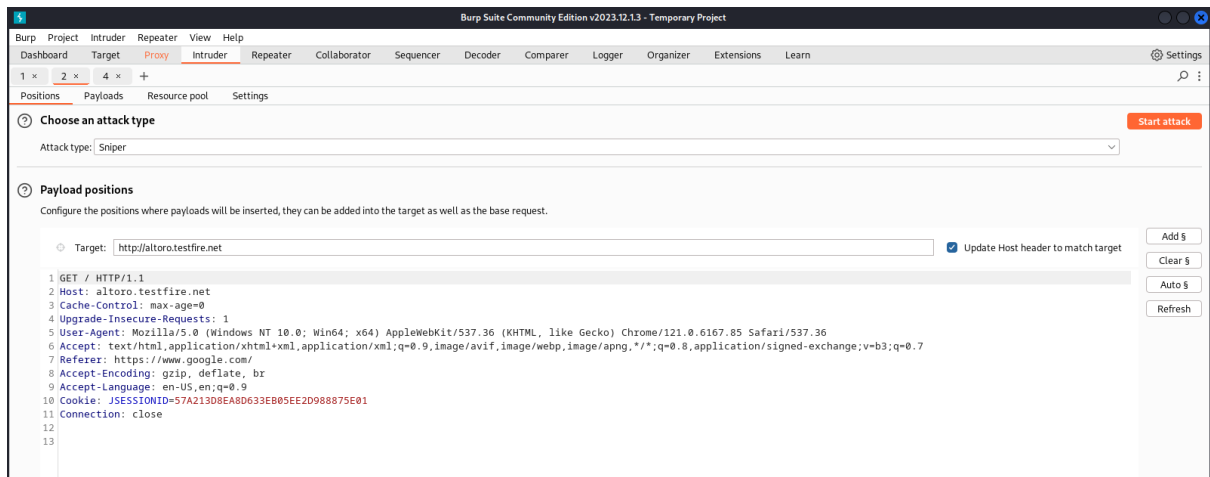 Burp Suite Community Edition v2023.12.1.3 - Temporary Project
Burp Project Intruder Repeater View Help
Dashboard Target Proxy Intruder Repeater Collaborator Sequencer Decoder Comparer Logger Organizer Extensions Learn Settings
1 × 2 × 4 × +
Positions Payloads Resource pool Settings
? Choose an attack type Start attack
Attack type: Sniper
? Payload positions
Configure the positions where payloads will be inserted, they can be added into the target as well as the base request.
Add §
Target: http://altoro.testfire.net Update Host header to match target
Clear §
Auto §
Refresh
1 GET / HTTP/1.1
2 Host: altoro.testfire.net
3 Cache-Control: max-age=0
4 Upgrade-Insecure-Requests: 1
5 User-Agent: Mozilla/5.0 (Windows NT 10.0; Win64; x64) AppleWebKit/537.36 (KHTML, like Gecko) Chrome/121.0.6167.85 Safari/537.36
6 Accept: text/html,application/xhtml+xml,application/xml;q=0.9,image/avif,image/webp,image/apng,*/*;q=0.8,application/signed-exchange;v=b3;q=0.7
7 Referer: https://www.google.com/
8 Accept-Encoding: gzip, deflate, br
9 Accept-Language: en-US,en;q=0.9
10 Cookie: JSESSIONID=57A213D8EA8D633EB05EE2D988875E01
11 Connection: close
12
13